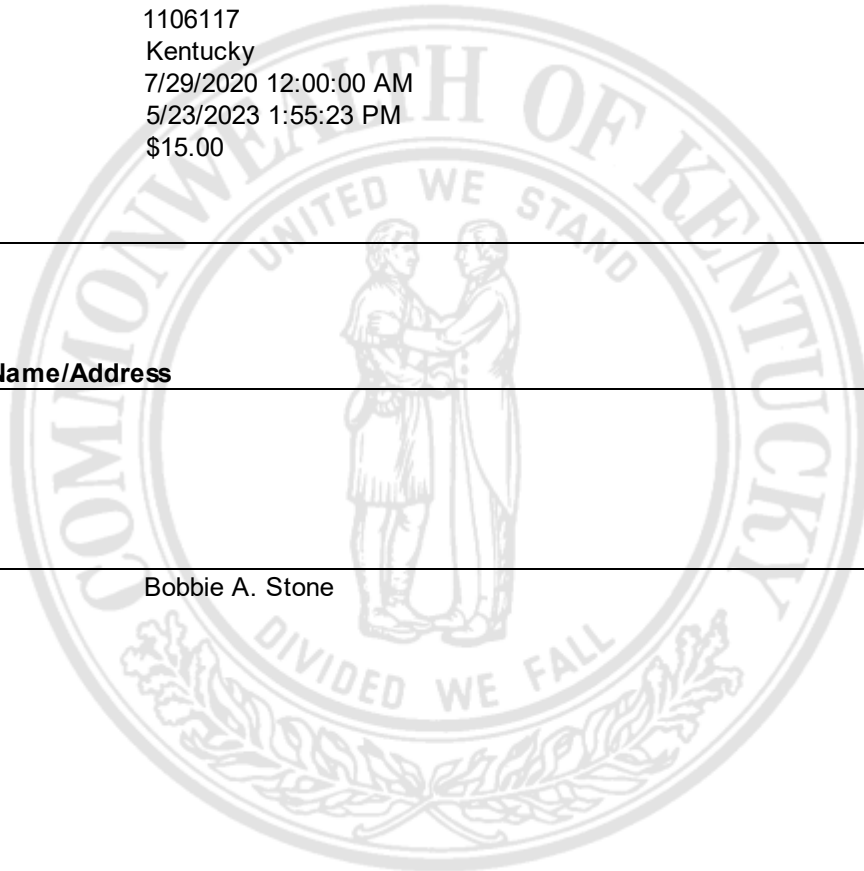 1106117
Kentucky
7/29/2020 12:00:00 AM
5/23/2023 1:55:23 PM
$15.00
COMMONWEALTH OF KENTUCKY
UNITED WE STAND
Name/Address
Bobbie A. Stone
DIVIDED WE FALL